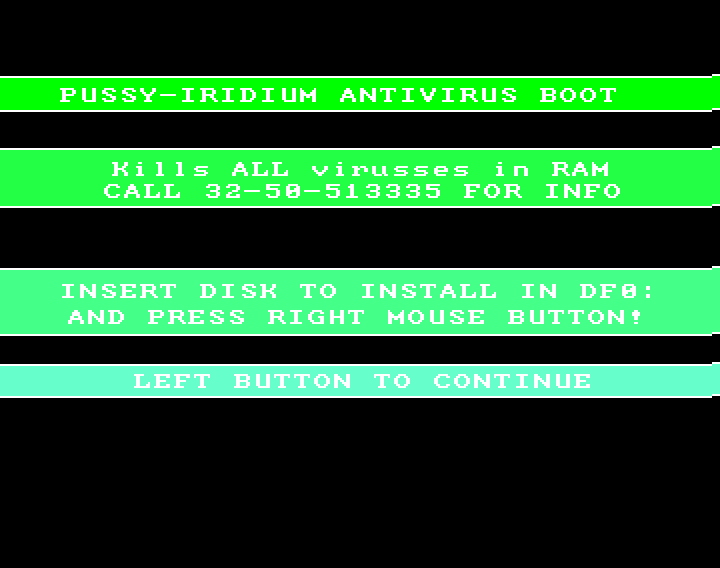 PUSSY-IRIDIUM ANTIVIRUS BOOT
Kills ALL virusses in RAM
CALL 32-50-513335 FOR INFO
INSERT DISK TO INSTALL IN DF0:
AND PRESS RIGHT MOUSE BUTTON!
LEFT BUTTON TO CONTINUE